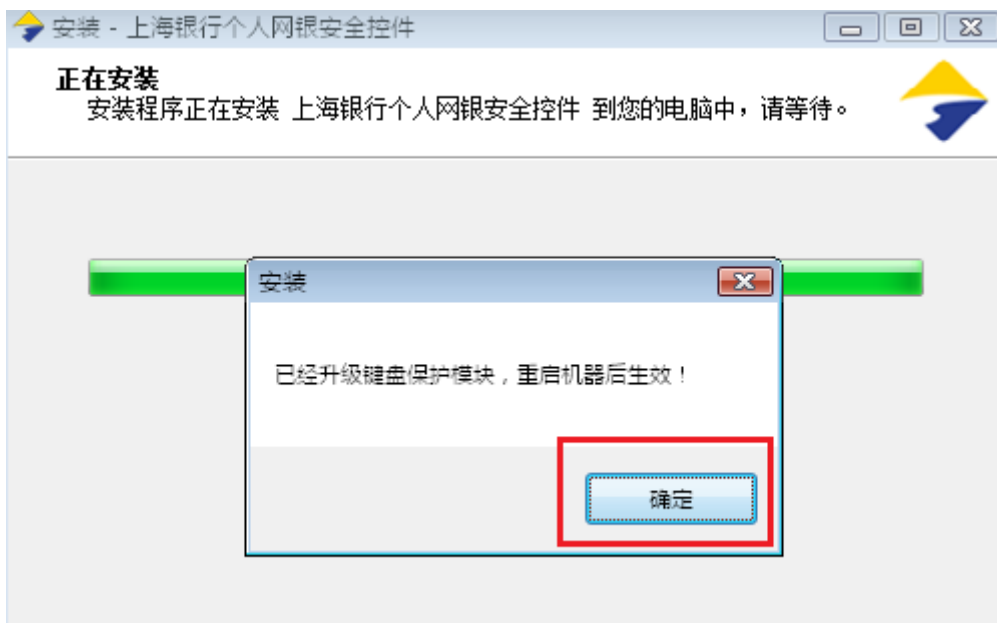 安装 - 上海银行个人网银安全控件
正在安装
安装程序正在安装 上海银行个人网银安全控件 到您的电脑中，请等待。
安装
已经升级键盘保护模块，重启机器后生效！
确定